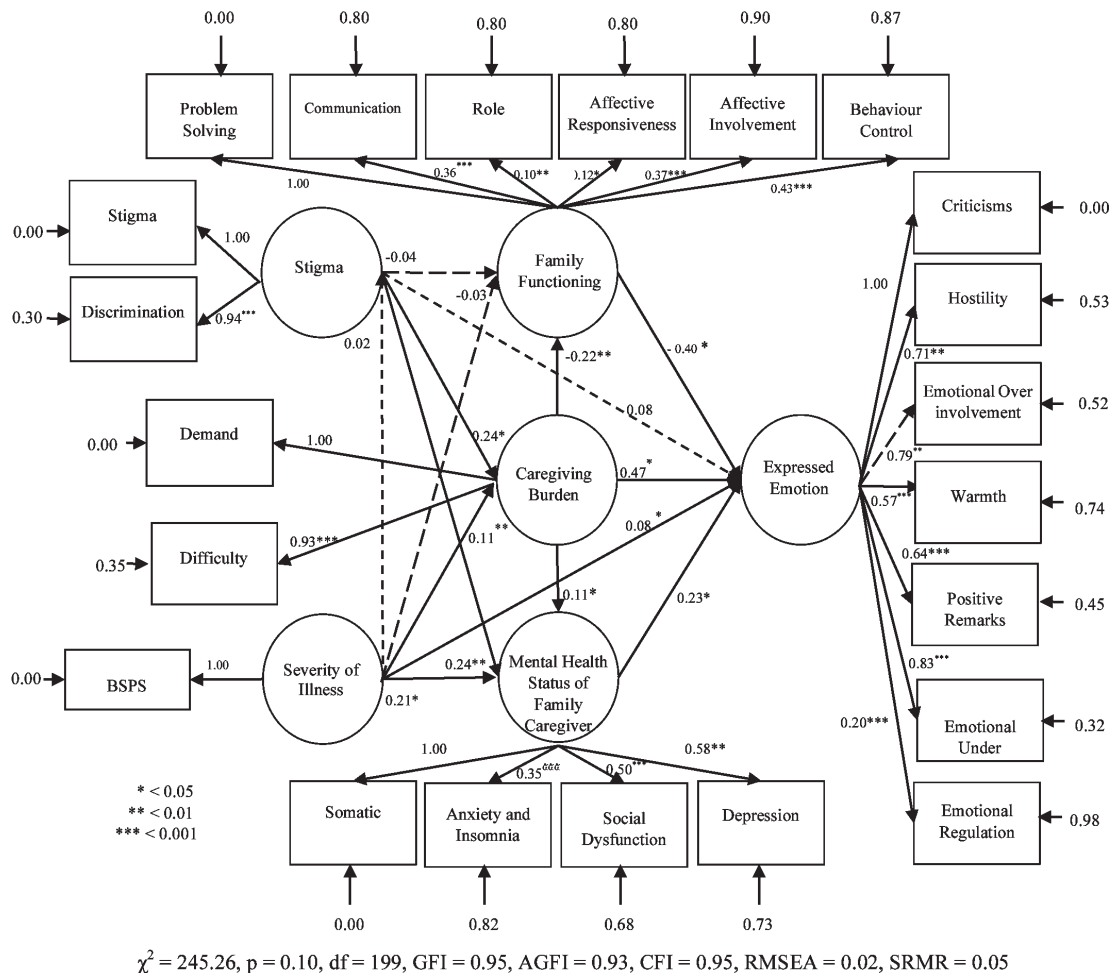 0.00
0.80
0.80
0.80
0.90
0.87
Problem
Solving
Communication
Role
Affective
Responsiveness
Affective
Involvement
Behaviour
Control
1.00
0.36***
0.10**
0.12*
0.37***
0.43***
Stigma
0.00
1.00
Discrimination
0.30
0.94***
Stigma
-0.04
-0.03
0.02
Family
Functioning
-0.22**
- 0.40 *
0.08
Criticisms
0.00
1.00
Hostility
0.53
0.71**
Emotional Over
involvement
0.52
0.79**
Demand
0.00
1.00
0.24*
Caregiving
Burden
0.47*
Expressed
Emotion
0.57***
Warmth
0.74
Difficulty
0.35
0.93***
0.11**
0.08*
0.11*
0.23*
0.64***
Positive
Remarks
0.45
BSPS
0.00
1.00
Severity of
Illness
0.24**
0.21*
Mental Health
Status of
Family
Caregiver
0.83***
Emotional
Under
0.32
0.20***
Emotional
Regulation
0.98
1.00
0.35&&&
0.50***
0.58**
* < 0.05
** < 0.01
*** < 0.001
Somatic
Anxiety and
Insomnia
Social
Dysfunction
Depression
0.00
0.82
0.68
0.73
χ² = 245.26, p = 0.10, df = 199, GFI = 0.95, AGFI = 0.93, CFI = 0.95, RMSEA = 0.02, SRMR = 0.05